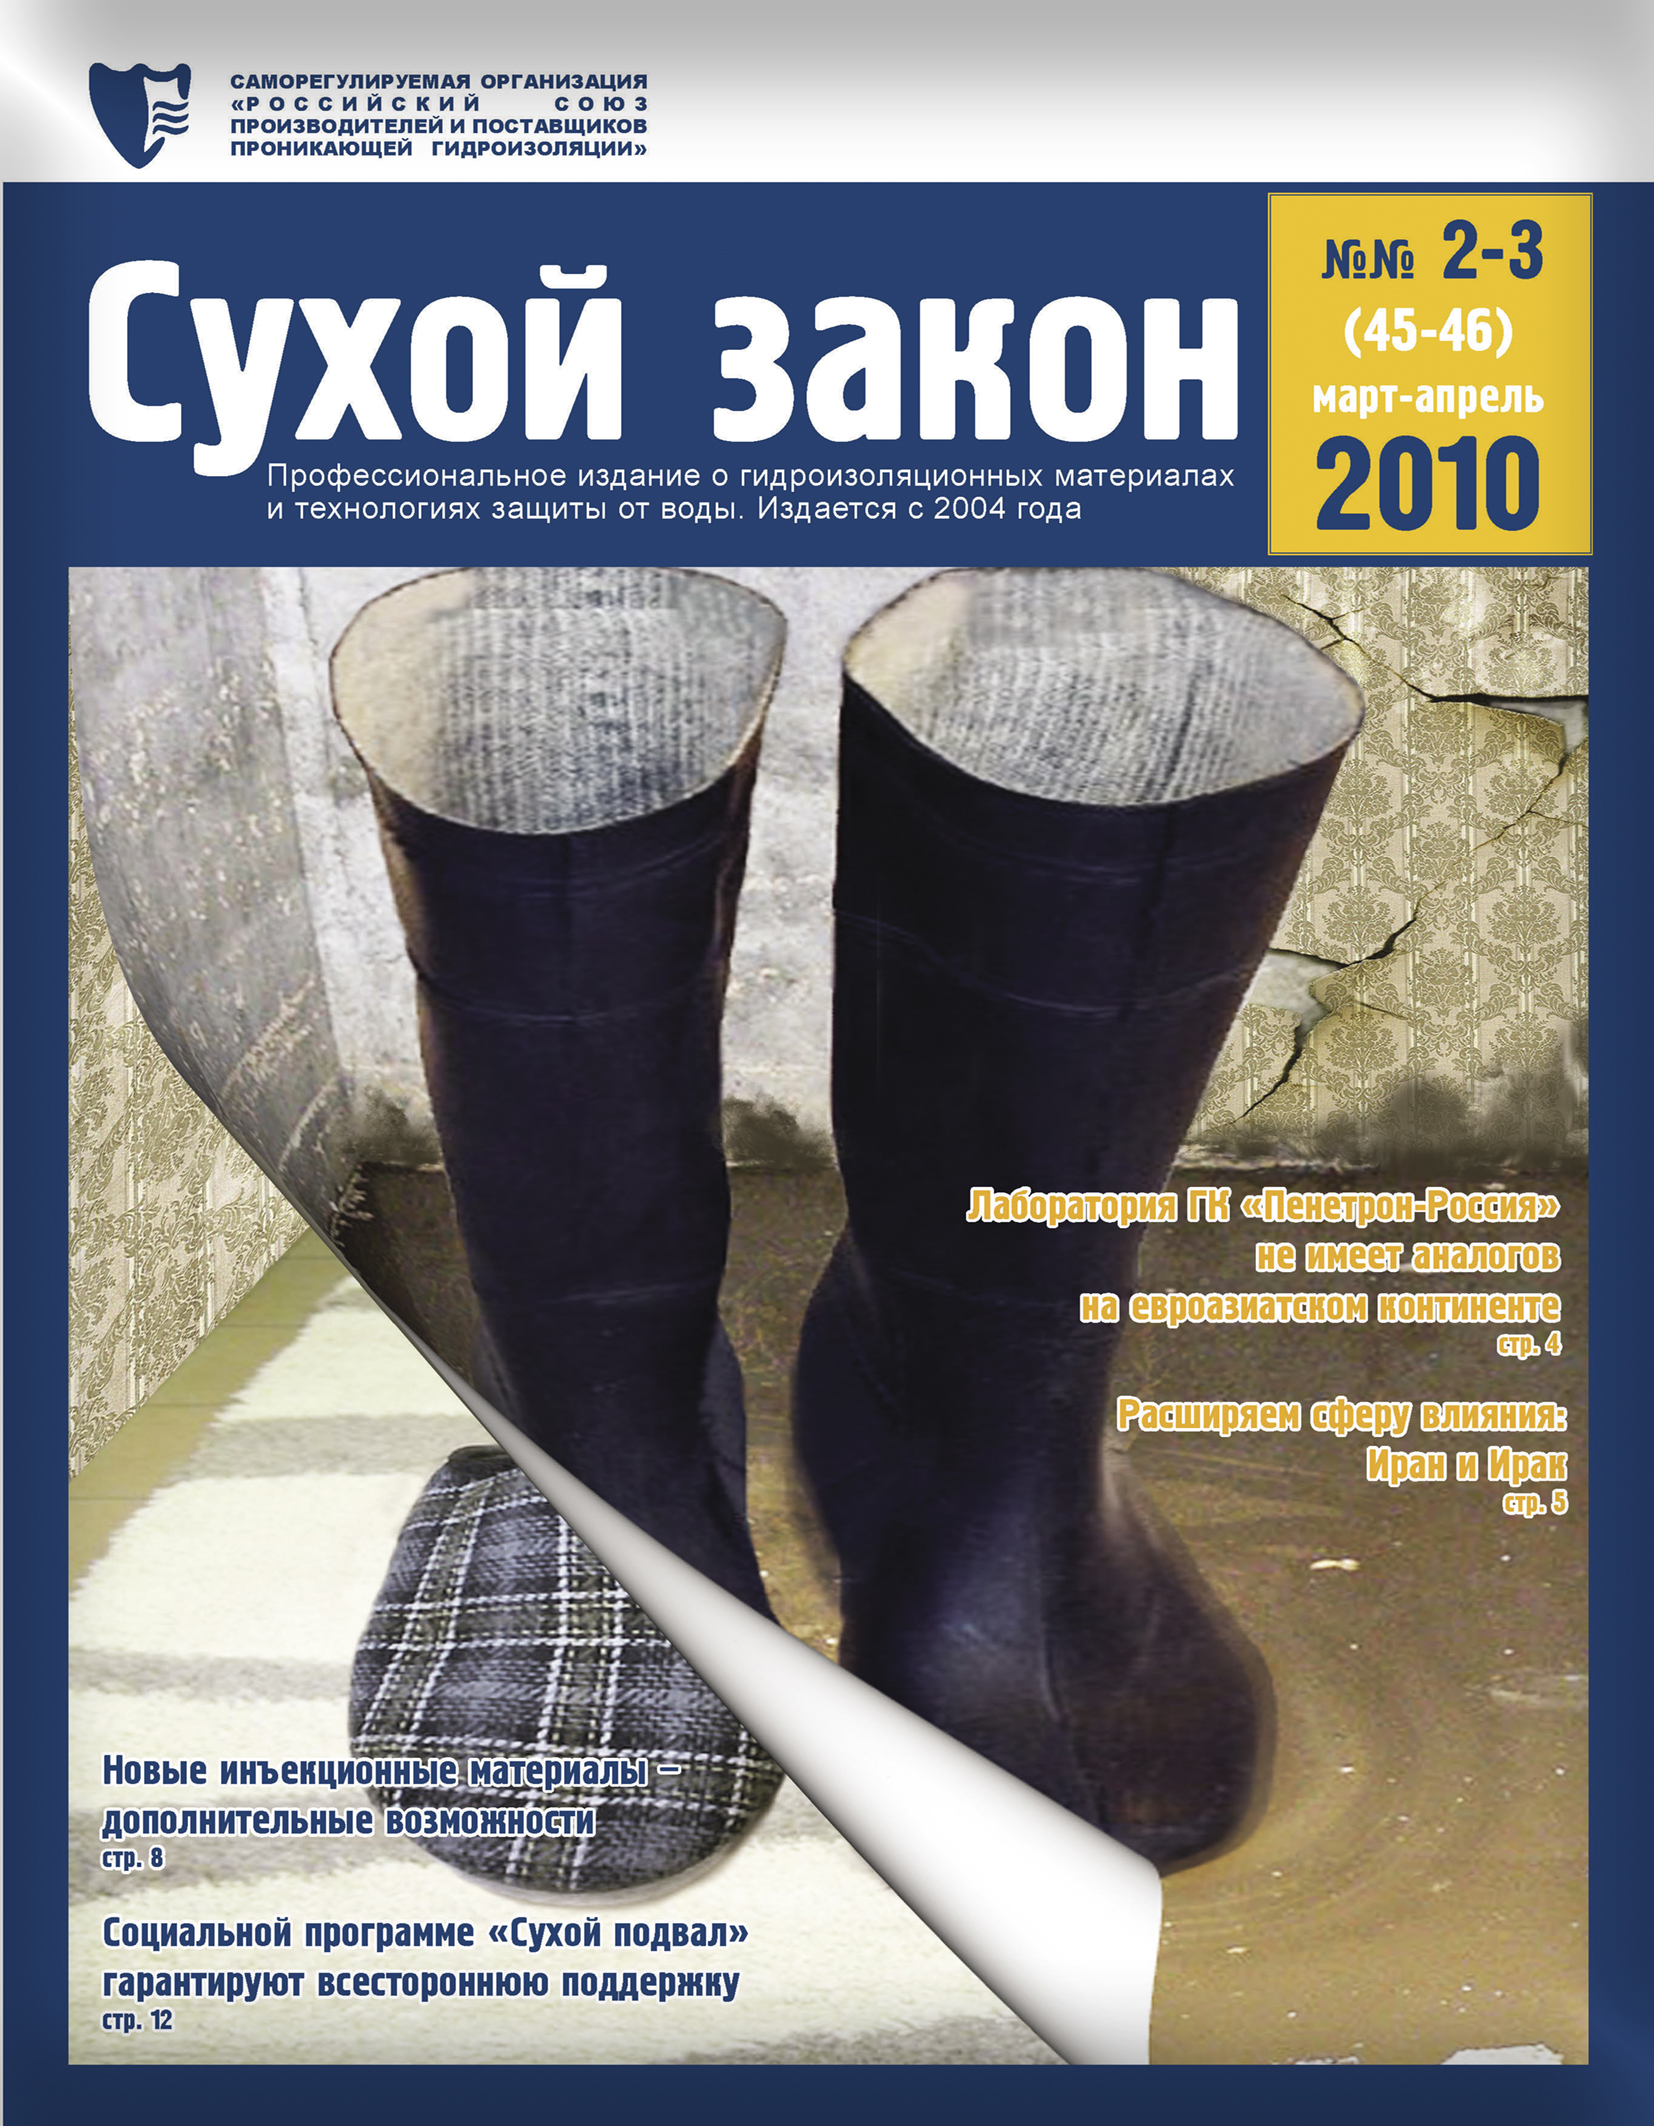 САМОРЕГУЛИРУЕМАЯ ОРГАНИЗАЦИЯ
«РОССИЙСКИЙ СОЮЗ
ПРОИЗВОДИТЕЛЕЙ И ПОСТАВЩИКОВ
ПРОНИКАЮЩЕЙ ГИДРОИЗОЛЯЦИИ»
Сухой закон
Профессиональное издание о гидроизоляционных материалах
и технологиях защиты от воды. Издается с 2004 года
№№ 2-3
(45-46)
март-апрель
2010
Лаборатория ГК «Пенетрон-Россия»
не имеет аналогов
на евроазиатском континенте
стр. 4
Расширяем сферу влияния:
Иран и Ирак
стр. 5
Новые инъекционные материалы –
дополнительные возможности
стр. 8
Социальной программе «Сухой подвал»
гарантируют всестороннюю поддержку
стр. 12